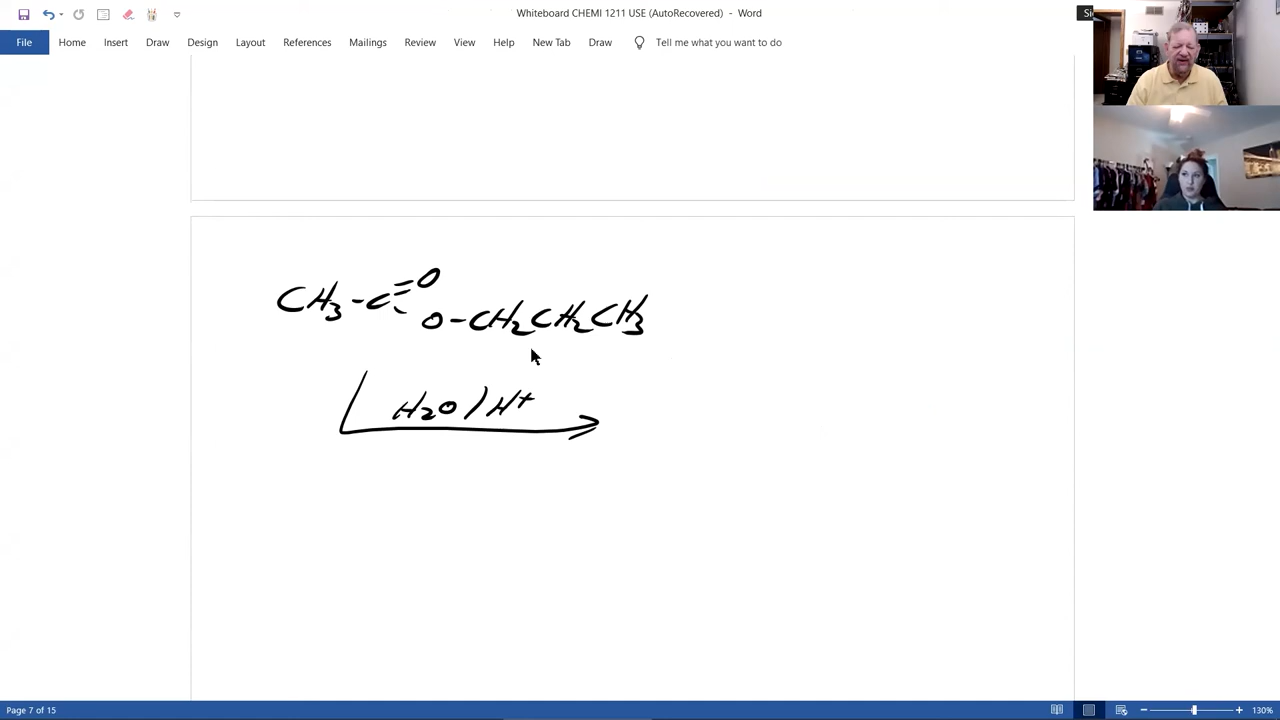 Whiteboard CHEMI 1211 USE (AutoRecovered) - Word
File Home Insert Draw Design Layout References Mailings Review View Help New Tab Draw Tell me what you want to do
CH3-C=O
O-CH2CH2CH3
H2O/H+
Page 7 of 15
130%